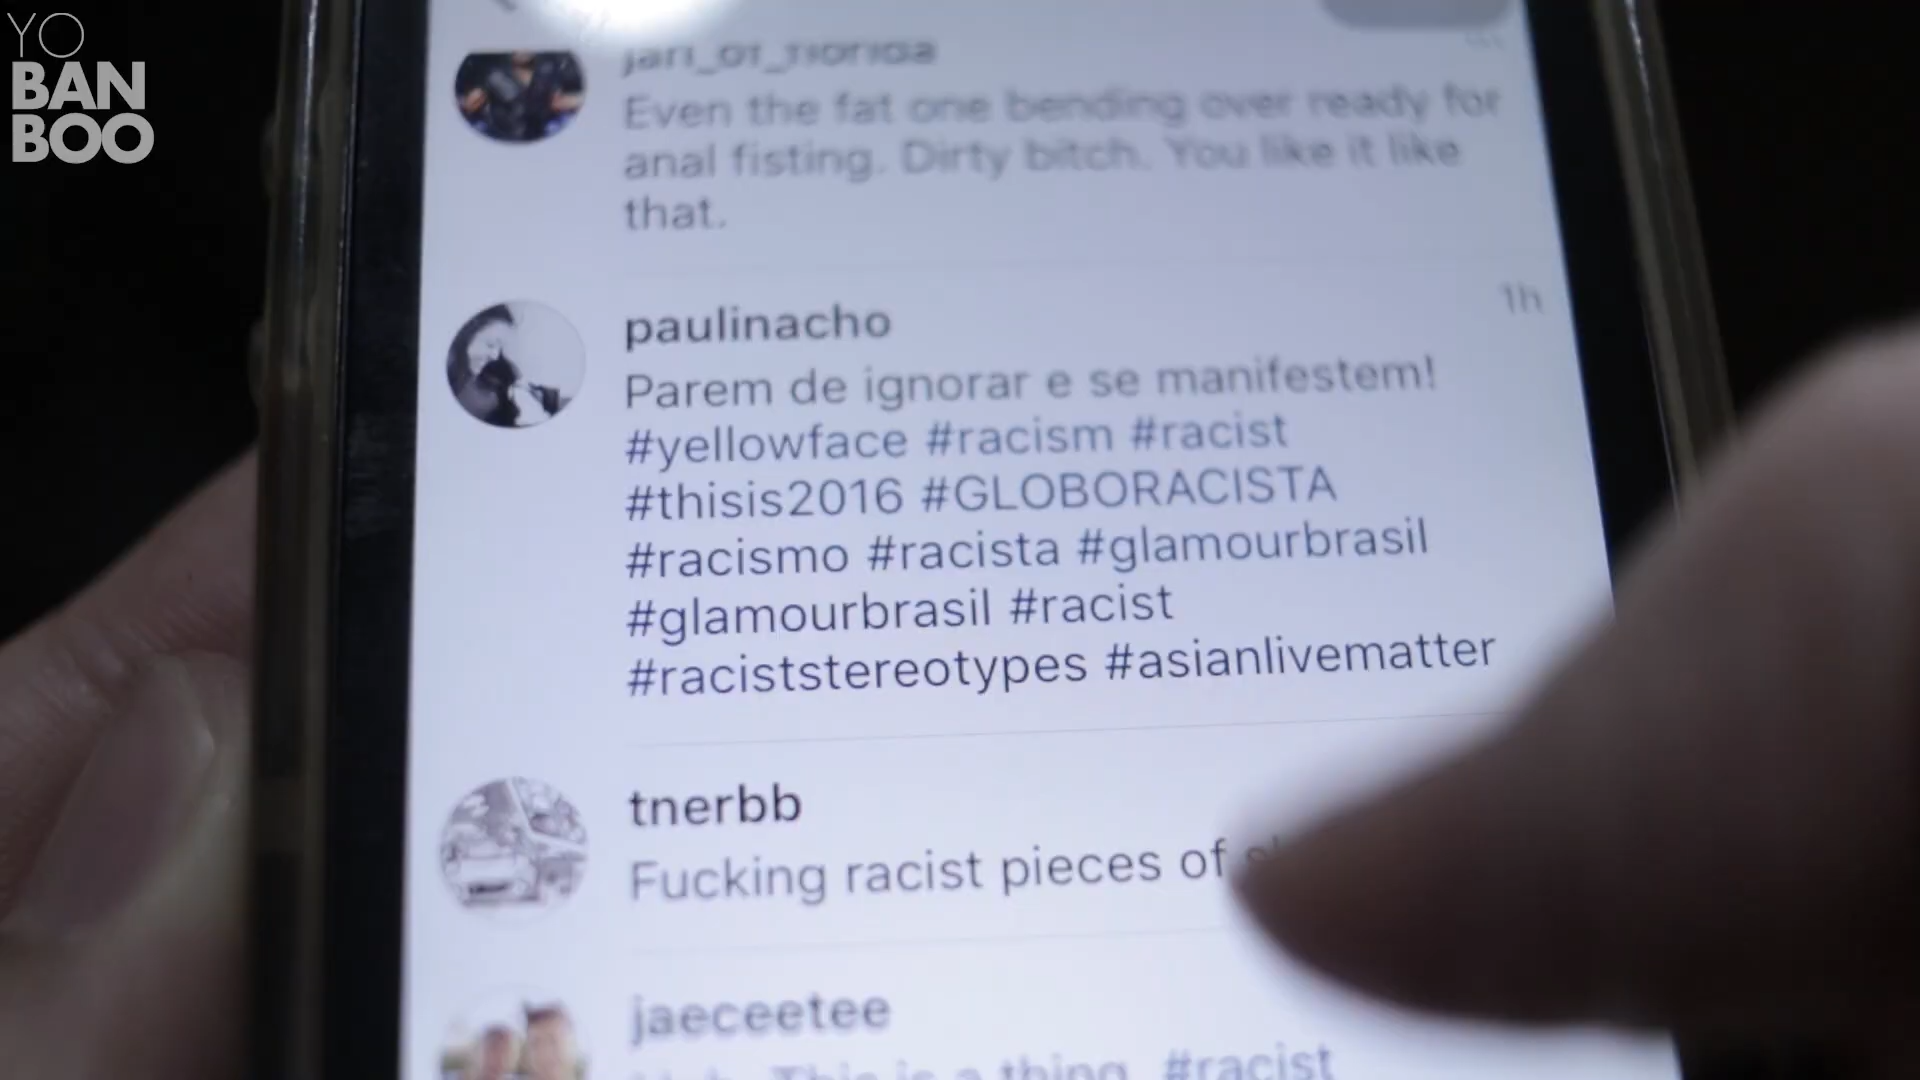 YO
BAN
BOO
Even the fat one bending over ready for
anal fisting. Dirty bitch. You like it like
that.
paulinacho
1h
Parem de ignorar e se manifestem!
#yellowface #racism #racist
#thisis2016 #GLOBORACISTA
#racismo #racista #glamourbrasil
#glamourbrasil #racist
#raciststereotypes #asianlivematter
tnerbb
Fucking racist pieces of
jaeceetee
This is a thing. #racist